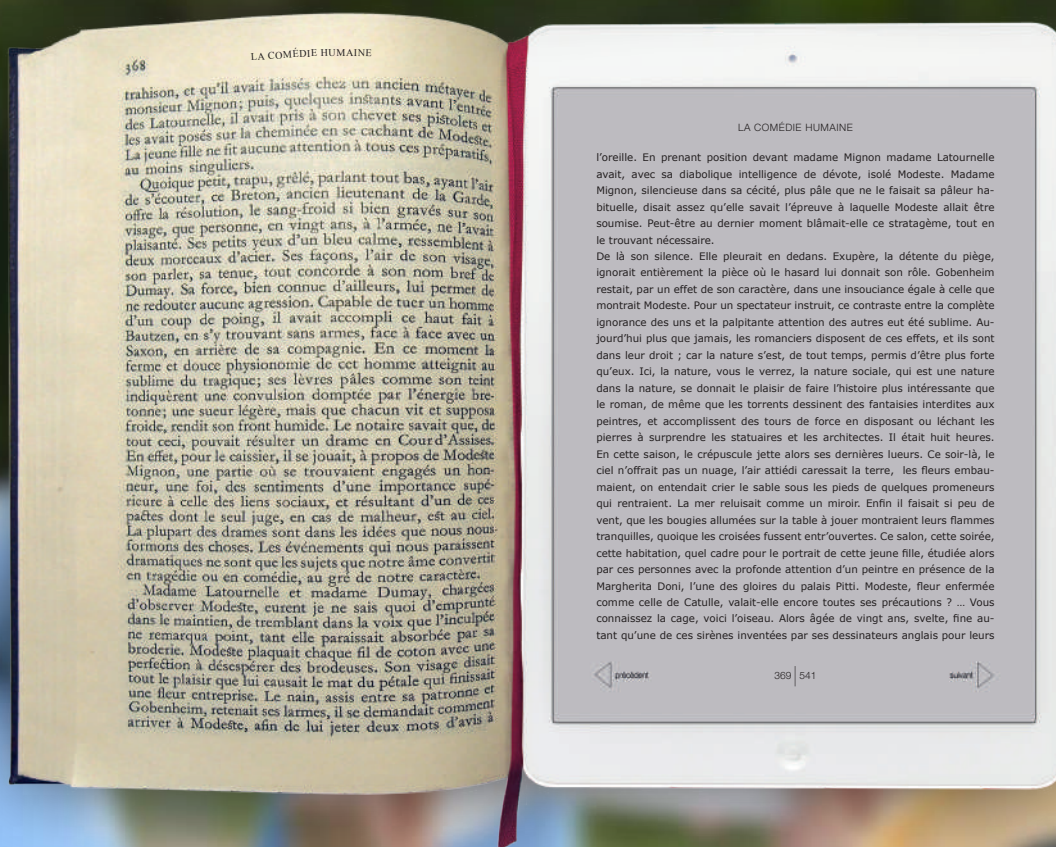 368
LA COMÉDIE HUMAINE
trahison, et qu'il avait laissés chez un ancien métayer de
monsieur Mignon; puis, quelques instants avant l'entrée
des Latournelle, il avait pris à son chevet ses pistolets et
les avait posés sur la cheminée en se cachant de Modeste.
La jeune fille ne fit aucune attention à tous ces préparatifs,
au moins singuliers.
Quoique petit, trapu, grêlé, parlant tout bas, ayant l'air
de s'écouter, ce Breton, ancien lieutenant de la Garde,
offre la résolution, le sang-froid si bien gravés sur son
visage, que personne, en vingt ans, à l'armée, ne l'avait
plaisanté. Ses petits yeux d'un bleu calme, ressemblent à
deux morceaux d'acier. Ses façons, l'air de son visage,
son parler, sa tenue, tout concorde à son nom bref de
Dumay. Sa force, bien connue d'ailleurs, lui permet de
ne redouter aucune agression. Capable de tuer un homme
d'un coup de poing, il avait accompli ce haut fait à
Bautzen, en s'y trouvant sans armes, face à face avec un
Saxon, en arrière de sa compagnie. En ce moment la
ferme et douce physionomie de cet homme atteignit au
sublime du tragique; ses lèvres pâles comme son teint
indiquèrent une convulsion domptée par l'énergie bre-
tonne; une sueur légère, mais que chacun vit et supposa
froide, rendit son front humide. Le notaire savait que, de
tout ceci, pouvait résulter un drame en Cour d'Assises.
En effet, pour le caissier, il se jouait, à propos de Modeste
Mignon, une partie où se trouvaient engagés un hon-
neur, une foi, des sentiments d'une importance supé-
rieure à celle des liens sociaux, et résultant d'un de ces
pactes dont le seul juge, en cas de malheur, est au ciel.
La plupart des drames sont dans les idées que nous nous
formons des choses. Les événements qui nous paraissent
dramatiques ne sont que les sujets que notre âme convertit
en tragédie ou en comédie, au gré de notre caractère.
Madame Latournelle et madame Dumay, chargées
d'observer Modeste, eurent je ne sais quoi d'emprunté
dans le maintien, de tremblant dans la voix que l'inculpée
ne remarqua point, tant elle paraissait absorbée par sa
broderie. Modeste plaquait chaque fil de coton avec une
perfection à désespérer des brodeuses. Son visage disait
tout le plaisir que lui causait le mat du pétale qui finissait
une fleur entreprise. Le nain, assis entre sa patronne et
Gobenheim, retenait ses larmes, il se demandait comment
arriver à Modeste, afin de lui jeter deux mots d'avis à
LA COMÉDIE HUMAINE
l'oreille. En prenant position devant madame Mignon madame Latournelle
avait, avec sa diabolique intelligence de dévote, isolé Modeste. Madame
Mignon, silencieuse dans sa cécité, plus pâle que ne le faisait sa pâleur ha-
bituelle, disait assez qu'elle savait l'épreuve à laquelle Modeste allait être
soumise. Peut-être au dernier moment blâmait-elle ce stratagème, tout en
le trouvant nécessaire.
De là son silence. Elle pleurait en dedans. Exupère, la détente du piège,
ignorait entièrement la pièce où le hasard lui donnait son rôle. Gobenheim
restait, par un effet de son caractère, dans une insouciance égale à celle que
montrait Modeste. Pour un spectateur instruit, ce contraste entre la complète
ignorance des uns et la palpitante attention des autres eut été sublime. Au-
jourd'hui plus que jamais, les romanciers disposent de ces effets, et ils sont
dans leur droit ; car la nature s'est, de tout temps, permis d'être plus forte
qu'eux. Ici, la nature, vous le verrez, la nature sociale, qui est une nature
dans la nature, se donnait le plaisir de faire l'histoire plus intéressante que
le roman, de même que les torrents dessinent des fantaisies interdites aux
peintres, et accomplissent des tours de force en disposant ou léchant les
pierres à surprendre les statuaires et les architectes. Il était huit heures.
En cette saison, le crépuscule jette alors ses dernières lueurs. Ce soir-là, le
ciel n'offrait pas un nuage, l'air attiédi caressait la terre, les fleurs embau-
maient, on entendait crier le sable sous les pieds de quelques promeneurs
qui rentraient. La mer reluisait comme un miroir. Enfin il faisait si peu de
vent, que les bougies allumées sur la table à jouer montraient leurs flammes
tranquilles, quoique les croisées fussent entr'ouvertes. Ce salon, cette soirée,
cette habitation, quel cadre pour le portrait de cette jeune fille, étudiée alors
par ces personnes avec la profonde attention d'un peintre en présence de la
Margherita Doni, l'une des gloires du palais Pitti. Modeste, fleur enfermée
comme celle de Catulle, valait-elle encore toutes ses précautions ? … Vous
connaissez la cage, voici l'oiseau. Alors âgée de vingt ans, svelte, fine au-
tant qu'une de ces sirènes inventées par ses dessinateurs anglais pour leurs
précédent 369 | 541 suivant